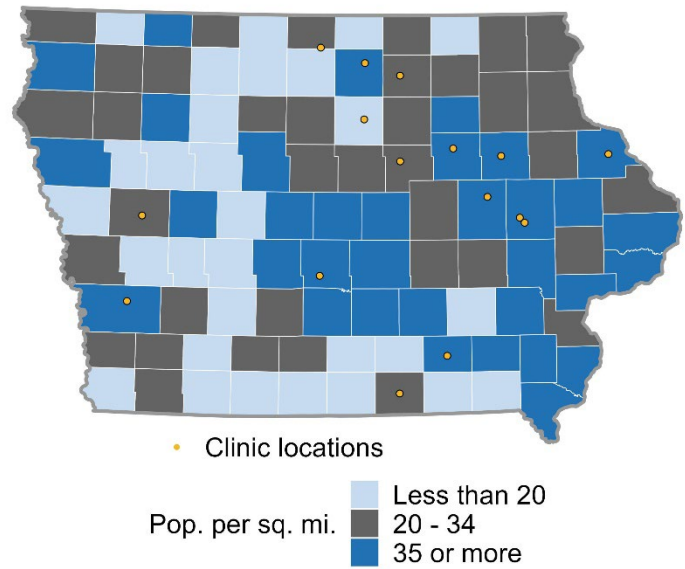 Clinic locations
Less than 20
Pop. per sq. mi. 20 - 34
35 or more